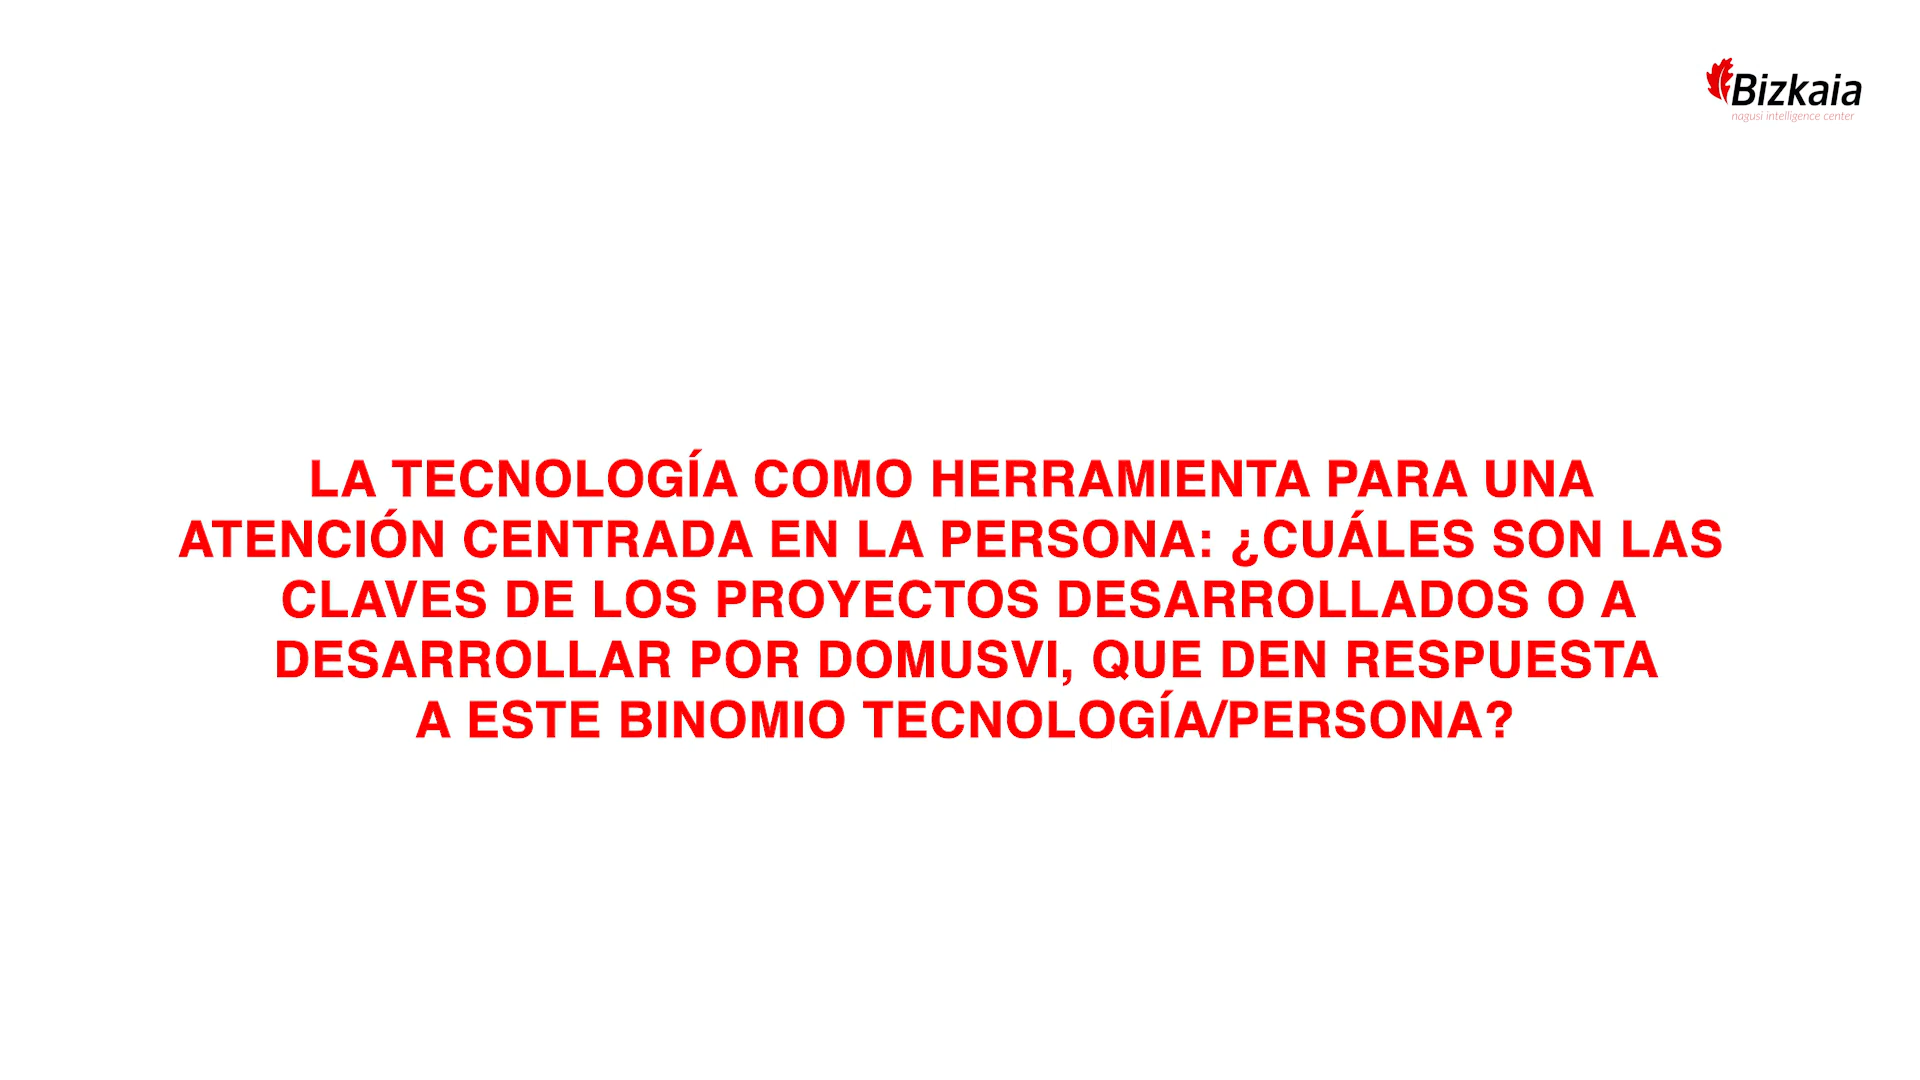 Bizkaia
nagusi intelligence center
LA TECNOLOGÍA COMO HERRAMIENTA PARA UNA
ATENCIÓN CENTRADA EN LA PERSONA: ¿CUÁLES SON LAS
CLAVES DE LOS PROYECTOS DESARROLLADOS O A
DESARROLLAR POR DOMUSVI, QUE DEN RESPUESTA
A ESTE BINOMIO TECNOLOGÍA/PERSONA?